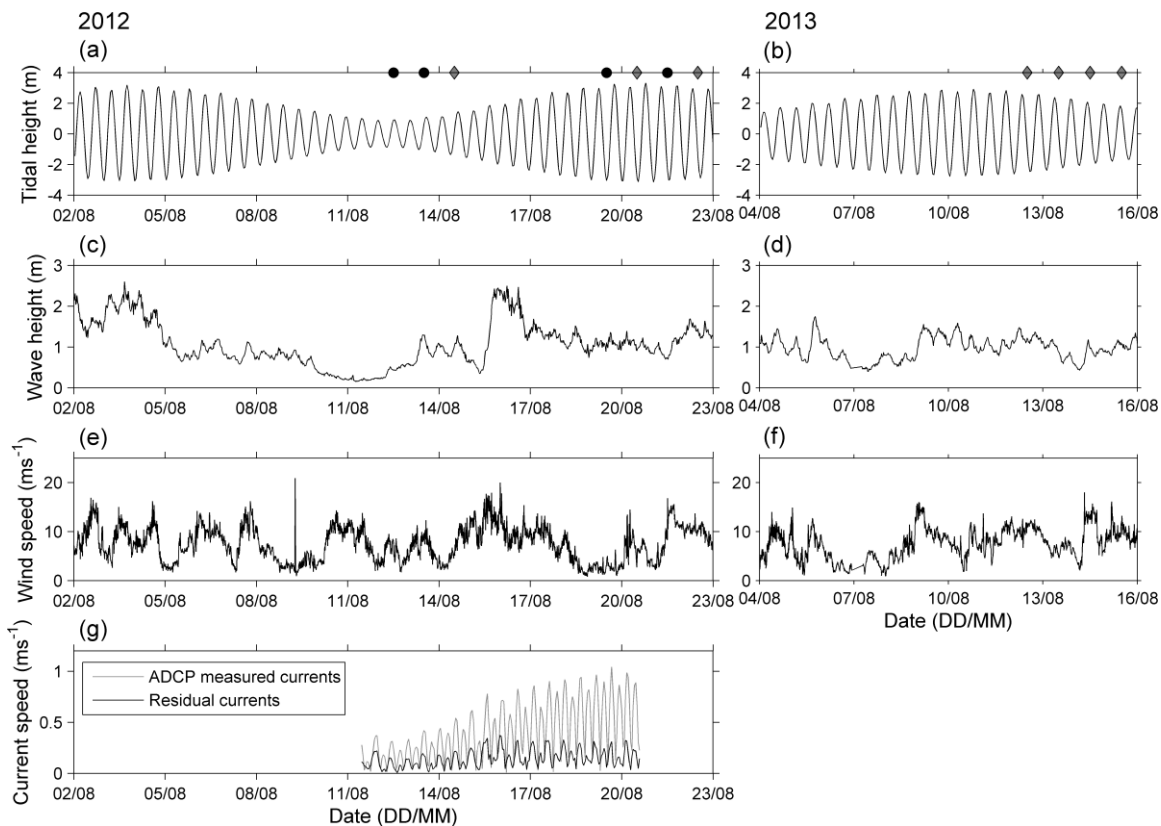 2012
2013
(a)
(b)
Tidal height (m)
4
2
0
-2
-4
02/08 05/08 08/08 11/08 14/08 17/08 20/08 23/08
4
2
0
-2
-4
04/08 07/08 10/08 13/08 16/08
(c)
(d)
Wave height (m)
3
2
1
0
02/08 05/08 08/08 11/08 14/08 17/08 20/08 23/08
3
2
1
0
04/08 07/08 10/08 13/08 16/08
(e)
(f)
Wind speed (ms-1)
20
10
0
02/08 05/08 08/08 11/08 14/08 17/08 20/08 23/08
20
10
0
04/08 07/08 10/08 13/08 16/08
Date (DD/MM)
(g)
Current speed (ms-1)
1
0.5
0
ADCP measured currents
Residual currents
02/08 05/08 08/08 11/08 14/08 17/08 20/08 23/08
Date (DD/MM)